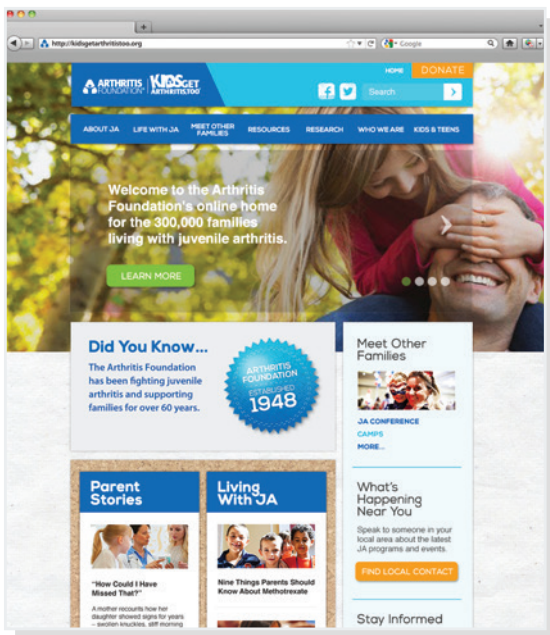 http://kidsgetarthritistoo.org
Google
HOME
DONATE
ARTHRITIS
FOUNDATION
KIDS GET
ARTHRITIS TOO
Search
ABOUT JA
LIFE WITH JA
MEET OTHER
FAMILIES
RESOURCES
RESEARCH
WHO WE ARE
KIDS & TEENS
Welcome to the Arthritis
Foundation's online home
for the 300,000 families
living with juvenile arthritis.
LEARN MORE
Did You Know...
The Arthritis Foundation
has been fighting juvenile
arthritis and supporting
families for over 60 years.
ARTHRITIS
FOUNDATION
ESTABLISHED
1948
Meet Other
Families
JA CONFERENCE
CAMPS
MORE...
What's
Happening
Near You
Speak to someone in your
local area about the latest
JA programs and events.
FIND LOCAL CONTACT
Stay Informed
Parent
Stories
"How Could I Have
Missed That?"
A mother recounts how her
daughter showed signs for years
– swollen knuckles, stiff morning
Living
With JA
Nine Things Parents Should
Know About Methotrexate